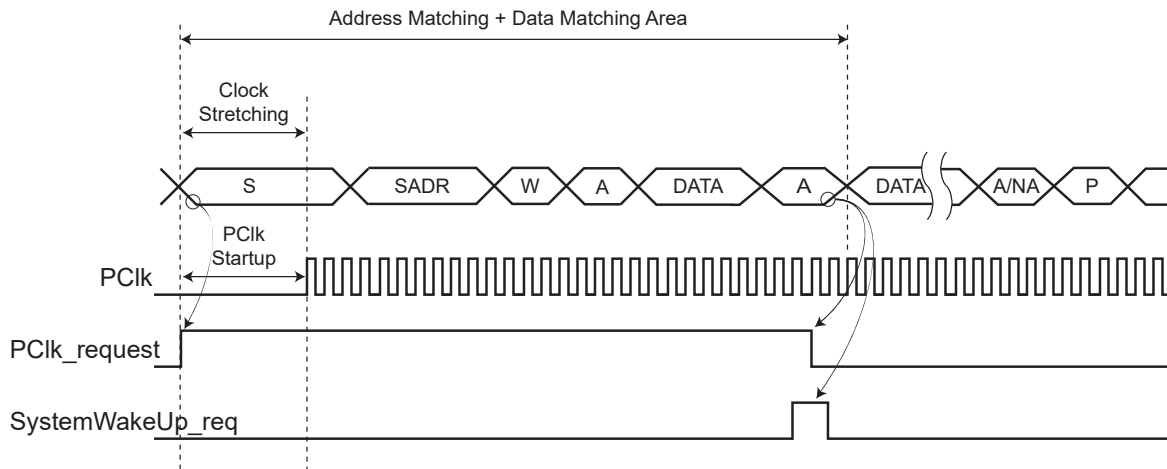 Address Matching + Data Matching Area
Clock
Stretching
S
SADR
W
A
DATA
A
DATA
A/NA
P
PClk
Startup
PClk
PClk_request
SystemWakeUp_req